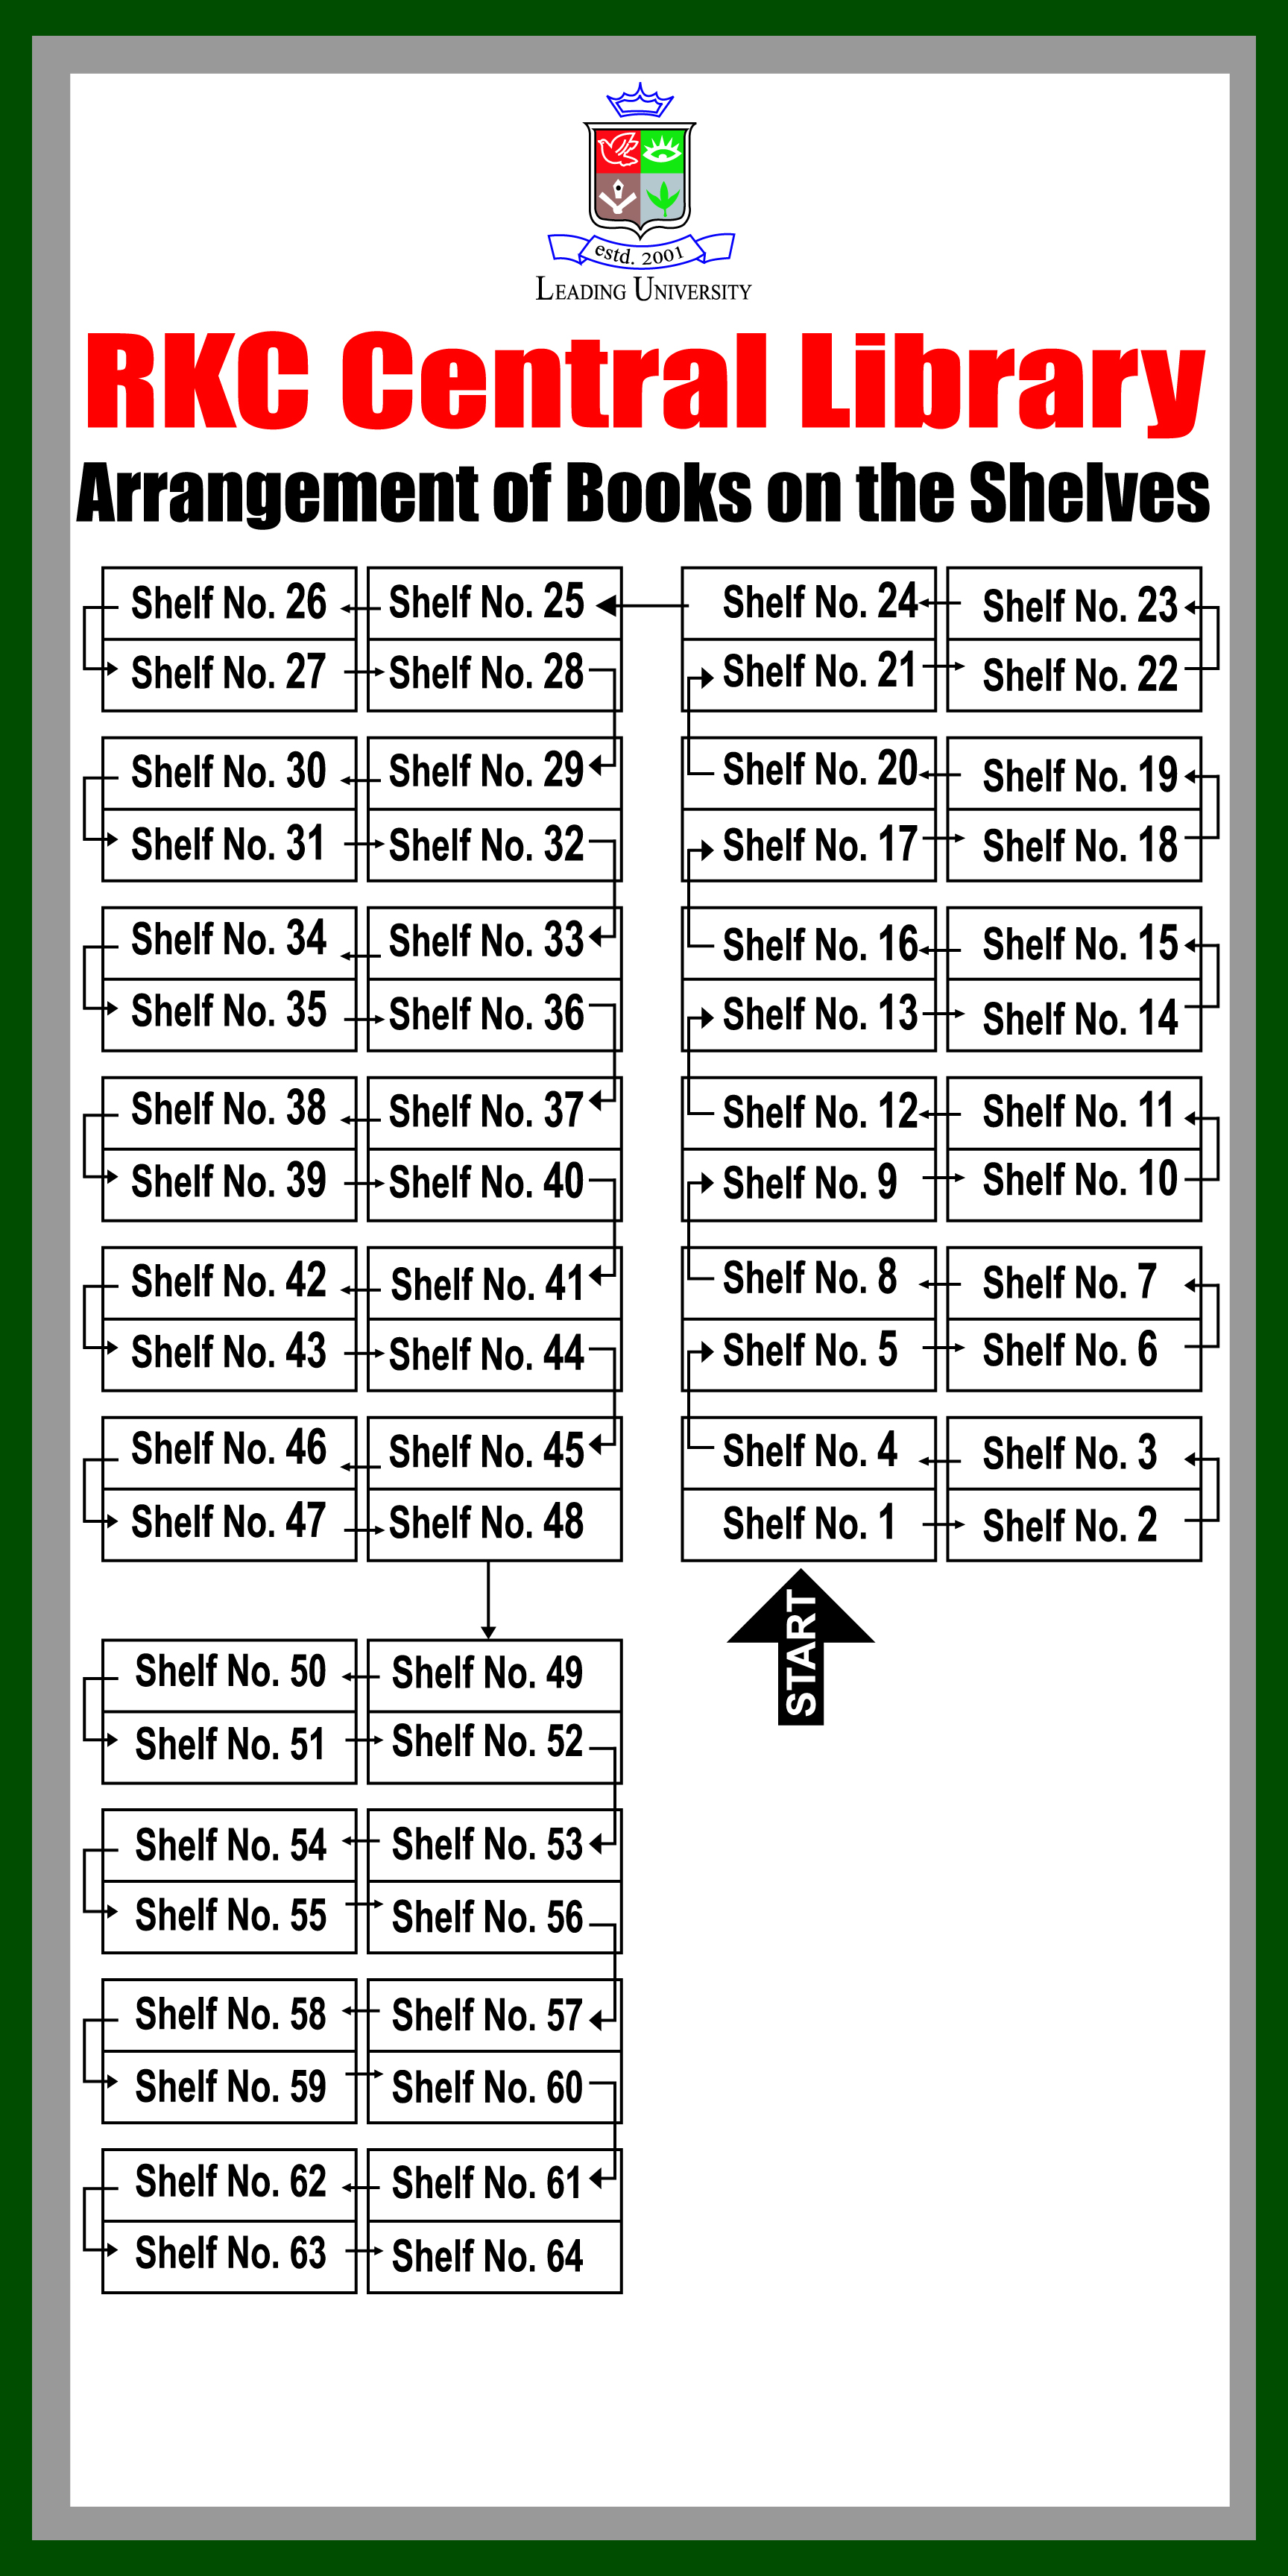 estd. 2001
LEADING UNIVERSITY
RKC Central Library
Arrangement of Books on the Shelves
Shelf No. 26 Shelf No. 25 Shelf No. 24 Shelf No. 23
Shelf No. 27 Shelf No. 28 Shelf No. 21 Shelf No. 22
Shelf No. 30 Shelf No. 29 Shelf No. 20 Shelf No. 19
Shelf No. 31 Shelf No. 32 Shelf No. 17 Shelf No. 18
Shelf No. 34 Shelf No. 33 Shelf No. 16 Shelf No. 15
Shelf No. 35 Shelf No. 36 Shelf No. 13 Shelf No. 14
Shelf No. 38 Shelf No. 37 Shelf No. 12 Shelf No. 11
Shelf No. 39 Shelf No. 40 Shelf No. 9 Shelf No. 10
Shelf No. 42 Shelf No. 41 Shelf No. 8 Shelf No. 7
Shelf No. 43 Shelf No. 44 Shelf No. 5 Shelf No. 6
Shelf No. 46 Shelf No. 45 Shelf No. 4 Shelf No. 3
Shelf No. 47 Shelf No. 48 Shelf No. 1 Shelf No. 2
START
Shelf No. 50 Shelf No. 49
Shelf No. 51 Shelf No. 52
Shelf No. 54 Shelf No. 53
Shelf No. 55 Shelf No. 56
Shelf No. 58 Shelf No. 57
Shelf No. 59 Shelf No. 60
Shelf No. 62 Shelf No. 61
Shelf No. 63 Shelf No. 64